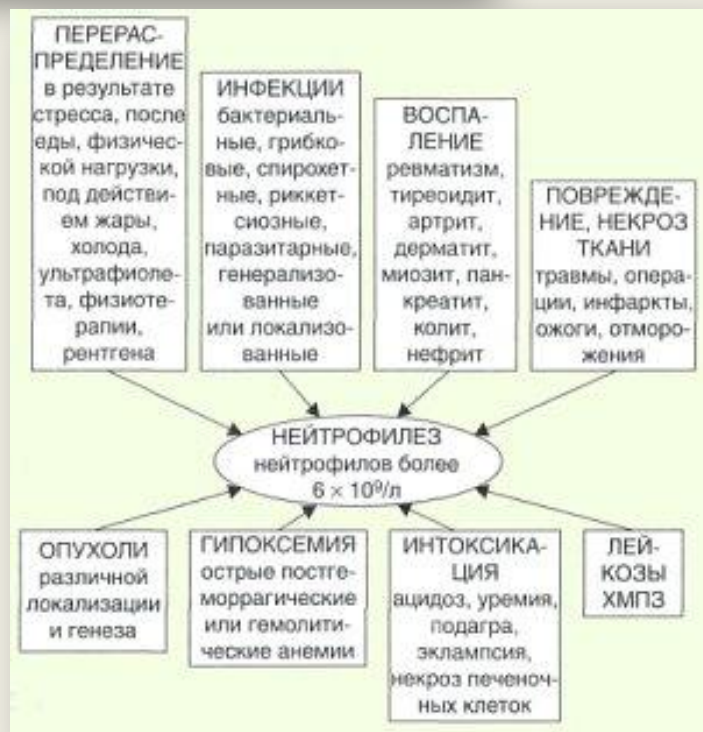 ПЕРЕРАС-
ПРЕДЕЛЕНИЕ
в результате
стресса, после
еды, физичес-
кой нагрузки,
под действи-
ем жары,
холода,
ультрафиоле-
та, физиоте-
рапии,
рентгена
ИНФЕКЦИИ
бактериаль-
ные, грибко-
вые, спирохет-
ные, риккет-
сиозные,
паразитарные,
генерализо-
ванные
или локализо-
ванные
ВОСПА-
ЛЕНИЕ
ревматизм,
тиреоидит,
артрит,
дерматит,
миозит, пан-
креатит,
колит,
нефрит
ПОВРЕЖДЕ-
НИЕ, НЕКРОЗ
ТКАНИ
травмы, опера-
ции, инфаркты,
ожоги, отморо-
жения
НЕЙТРОФИЛЕЗ
нейтрофилов более
6 × 10⁹/л
ОПУХОЛИ
различной
локализации
и генеза
ГИПОКСЕМИЯ
острые постге-
моррагические
или гемолити-
ческие анемии
ИНТОКСИКА-
ЦИЯ
ацидоз, уремия,
подагра,
эклампсия,
некроз печеноч-
ных клеток
ЛЕЙ-
КОЗЫ
ХМПЗ